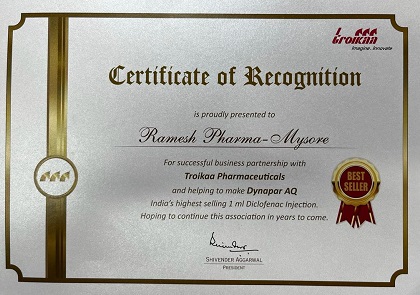 troikaa
Imagine. Innovate
Certificate of Recognition
is proudly presented to
Ramesh Pharma-Mysore
For successful business partnership with
Troikaa Pharmaceuticals
and helping to make Dynapar AQ
India's highest selling 1 ml Diclofenac Injection.
Hoping to continue this association in years to come.
BEST
SELLER
SHIVENDER AGGARWAL
PRESIDENT